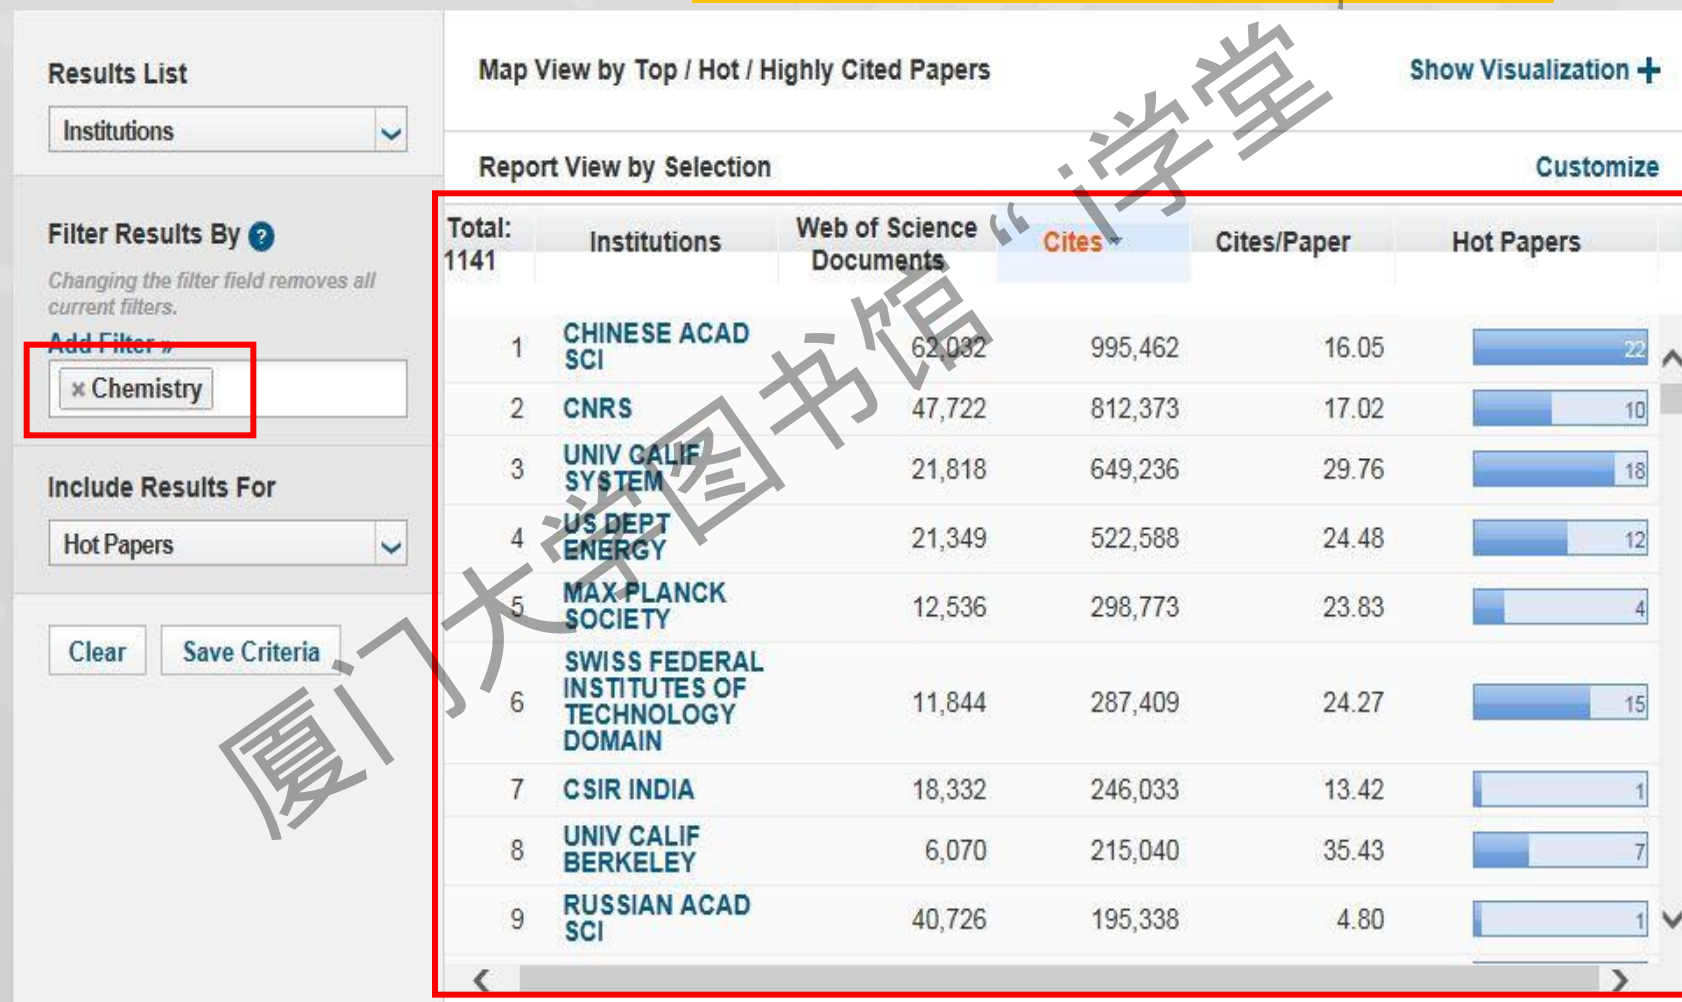 Results List
Institutions
Filter Results By ?
Changing the filter field removes all
current filters.
Add Filter »
× Chemistry
Include Results For
Hot Papers
Clear Save Criteria
Map View by Top / Hot / Highly Cited Papers
Show Visualization +
Report View by Selection
Customize
Total: 1141 Institutions Web of Science Documents Cites Cites/Paper Hot Papers
1 CHINESE ACAD SCI 62,032 995,462 16.05 22
2 CNRS 47,722 812,373 17.02 10
3 UNIV CALIF SYSTEM 21,818 649,236 29.76 18
4 US DEPT ENERGY 21,349 522,588 24.48 12
5 MAX PLANCK SOCIETY 12,536 298,773 23.83 4
6 SWISS FEDERAL INSTITUTES OF TECHNOLOGY DOMAIN 11,844 287,409 24.27 15
7 CSIR INDIA 18,332 246,033 13.42 1
8 UNIV CALIF BERKELEY 6,070 215,040 35.43 7
9 RUSSIAN ACAD SCI 40,726 195,338 4.80 1
厦门大学图书馆“i学堂